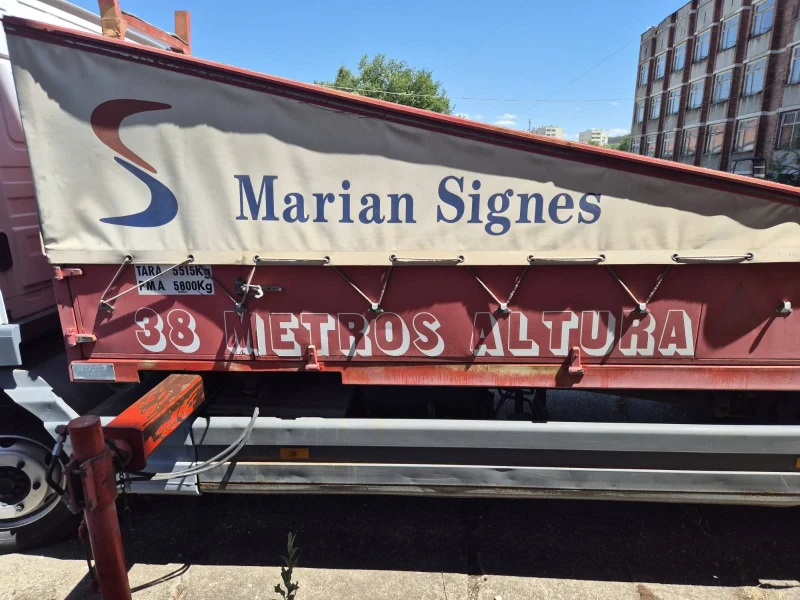 Marian Signes
TARA 5515Kg
P.M.A 5800Kg
38 METROS ALTURA